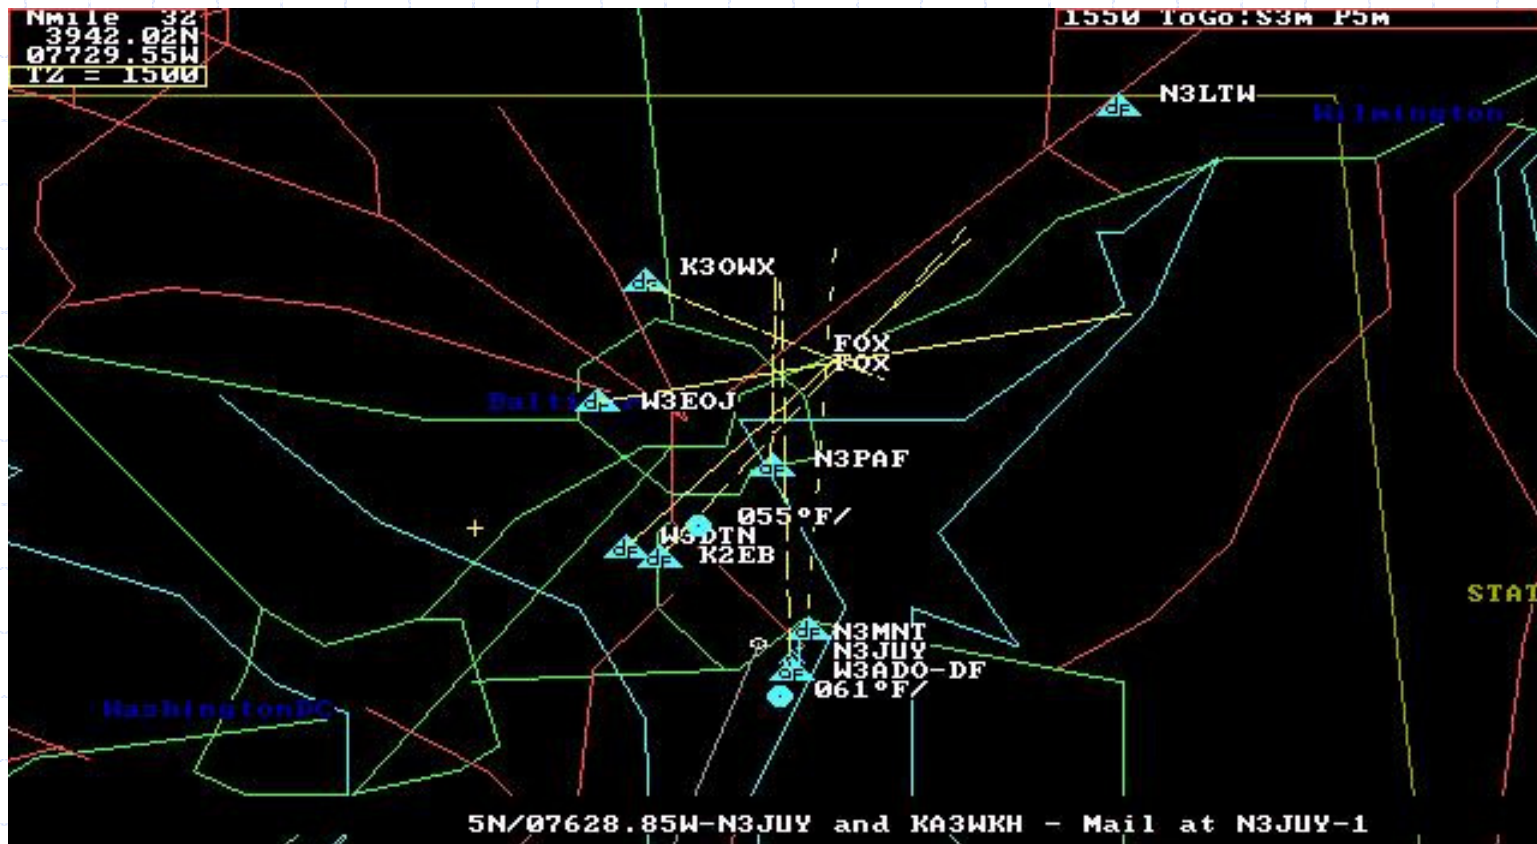 Nmile 32
3942.02N
07729.55W
TZ = 1500
1550 ToGo:S3m P5m
N3LTW
Wilmington
K3OWX
FOX
FOX
W3EOJ
N3PAF
055°F/
W3DTN
K2EB
STAT
N3MNT
N3JUY
W3ADO-DF
061°F/
WashingtonDC
5N/07628.85W-N3JUY and KA3WKH - Mail at N3JUY-1